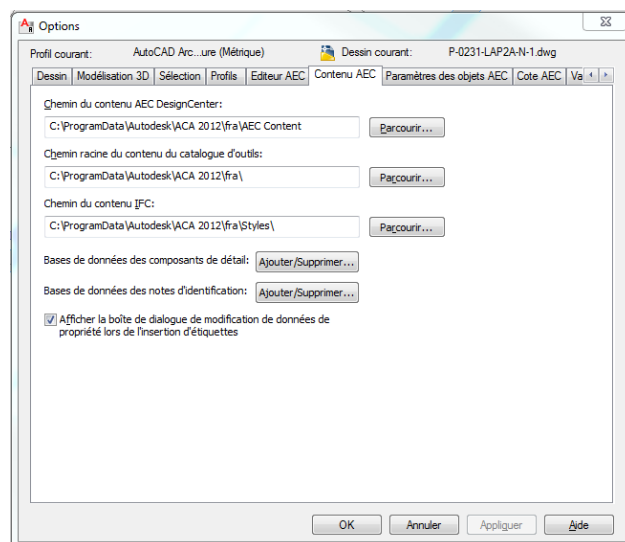 Options
Profil courant: AutoCAD Arc...ure (Métrique) Dessin courant: P-0231-LAP2A-N-1.dwg
Dessin Modélisation 3D Sélection Profils Editeur AEC Contenu AEC Paramètres des objets AEC Cote AEC Va
Chemin du contenu AEC DesignCenter:
C:\ProgramData\Autodesk\ACA 2012\fra\AEC Content Parcourir...
Chemin racine du contenu du catalogue d'outils:
C:\ProgramData\Autodesk\ACA 2012\fra\ Parcourir...
Chemin du contenu IFC:
C:\ProgramData\Autodesk\ACA 2012\fra\Styles\ Parcourir...
Bases de données des composants de détail: Ajouter/Supprimer...
Bases de données des notes d'identification: Ajouter/Supprimer...
Afficher la boîte de dialogue de modification de données de
propriété lors de l'insertion d'étiquettes
OK Annuler Appliquer Aide